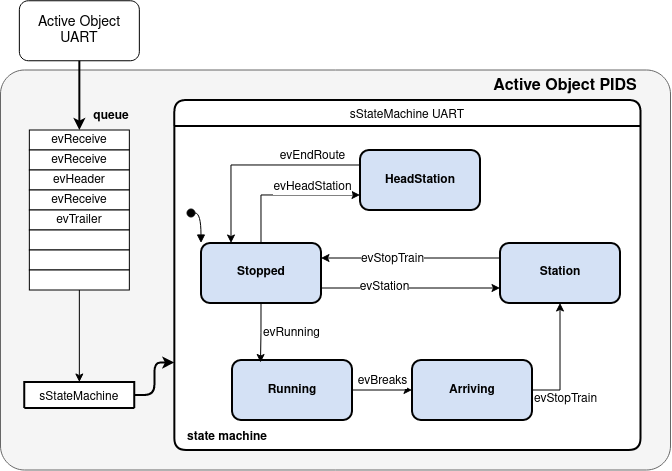 Active Object
UART
Active Object PIDS
queue
evReceive
evReceive
evHeader
evReceive
evTrailer
sStateMachine
sStateMachine UART
evEndRoute
HeadStation
evHeadStation
Stopped
evStopTrain
Station
evStation
evRunning
Running
evBreaks
Arriving
evStopTrain
state machine